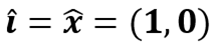 î = x̂ = (1, 0)